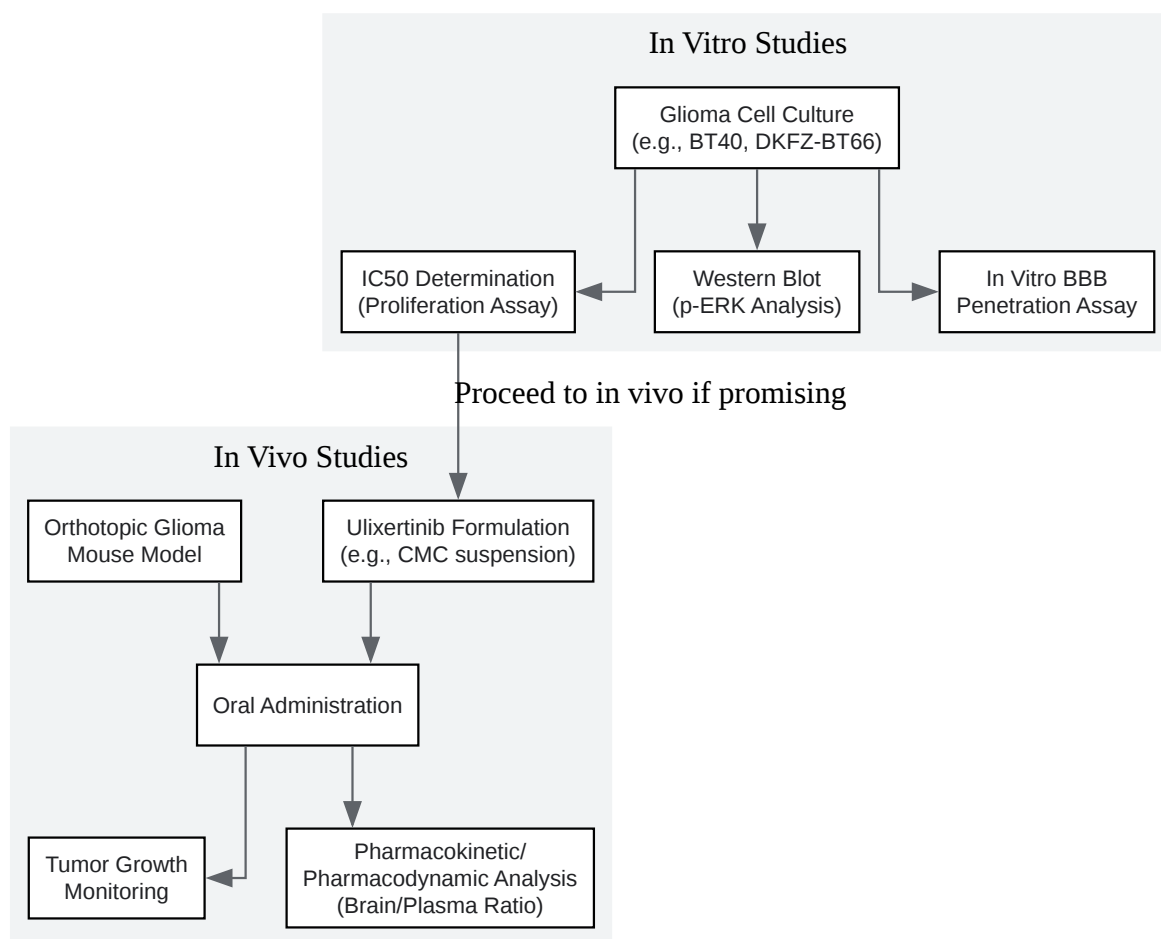 In Vitro Studies
Glioma Cell Culture
(e.g., BT40, DKFZ-BT66)
IC50 Determination
(Proliferation Assay)
Western Blot
(p-ERK Analysis)
In Vitro BBB
Penetration Assay
Proceed to in vivo if promising
In Vivo Studies
Orthotopic Glioma
Mouse Model
Ulixertinib Formulation
(e.g., CMC suspension)
Oral Administration
Tumor Growth
Monitoring
Pharmacokinetic/
Pharmacodynamic Analysis
(Brain/Plasma Ratio)